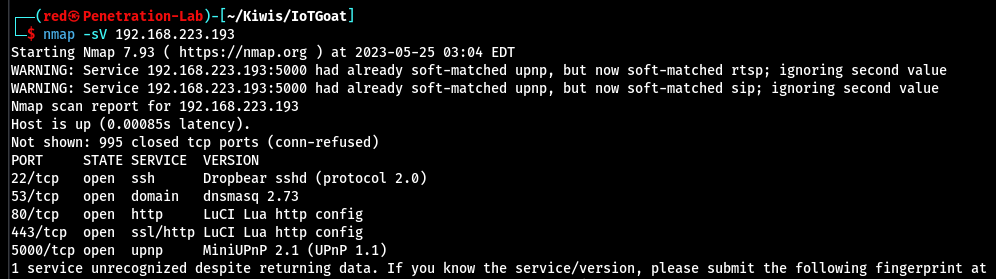 (red㉿Penetration-Lab)-[~/Kiwis/IoTGoat]
$ nmap -sV 192.168.223.193
Starting Nmap 7.93 ( https://nmap.org ) at 2023-05-25 03:04 EDT
WARNING: Service 192.168.223.193:5000 had already soft-matched upnp, but now soft-matched rtsp; ignoring second value
WARNING: Service 192.168.223.193:5000 had already soft-matched upnp, but now soft-matched sip; ignoring second value
Nmap scan report for 192.168.223.193
Host is up (0.00085s latency).
Not shown: 995 closed tcp ports (conn-refused)
PORT     STATE SERVICE  VERSION
22/tcp   open  ssh      Dropbear sshd (protocol 2.0)
53/tcp   open  domain   dnsmasq 2.73
80/tcp   open  http     LuCI Lua http config
443/tcp  open  ssl/http LuCI Lua http config
5000/tcp open  upnp     MiniUPnP 2.1 (UPnP 1.1)
1 service unrecognized despite returning data. If you know the service/version, please submit the following fingerprint at